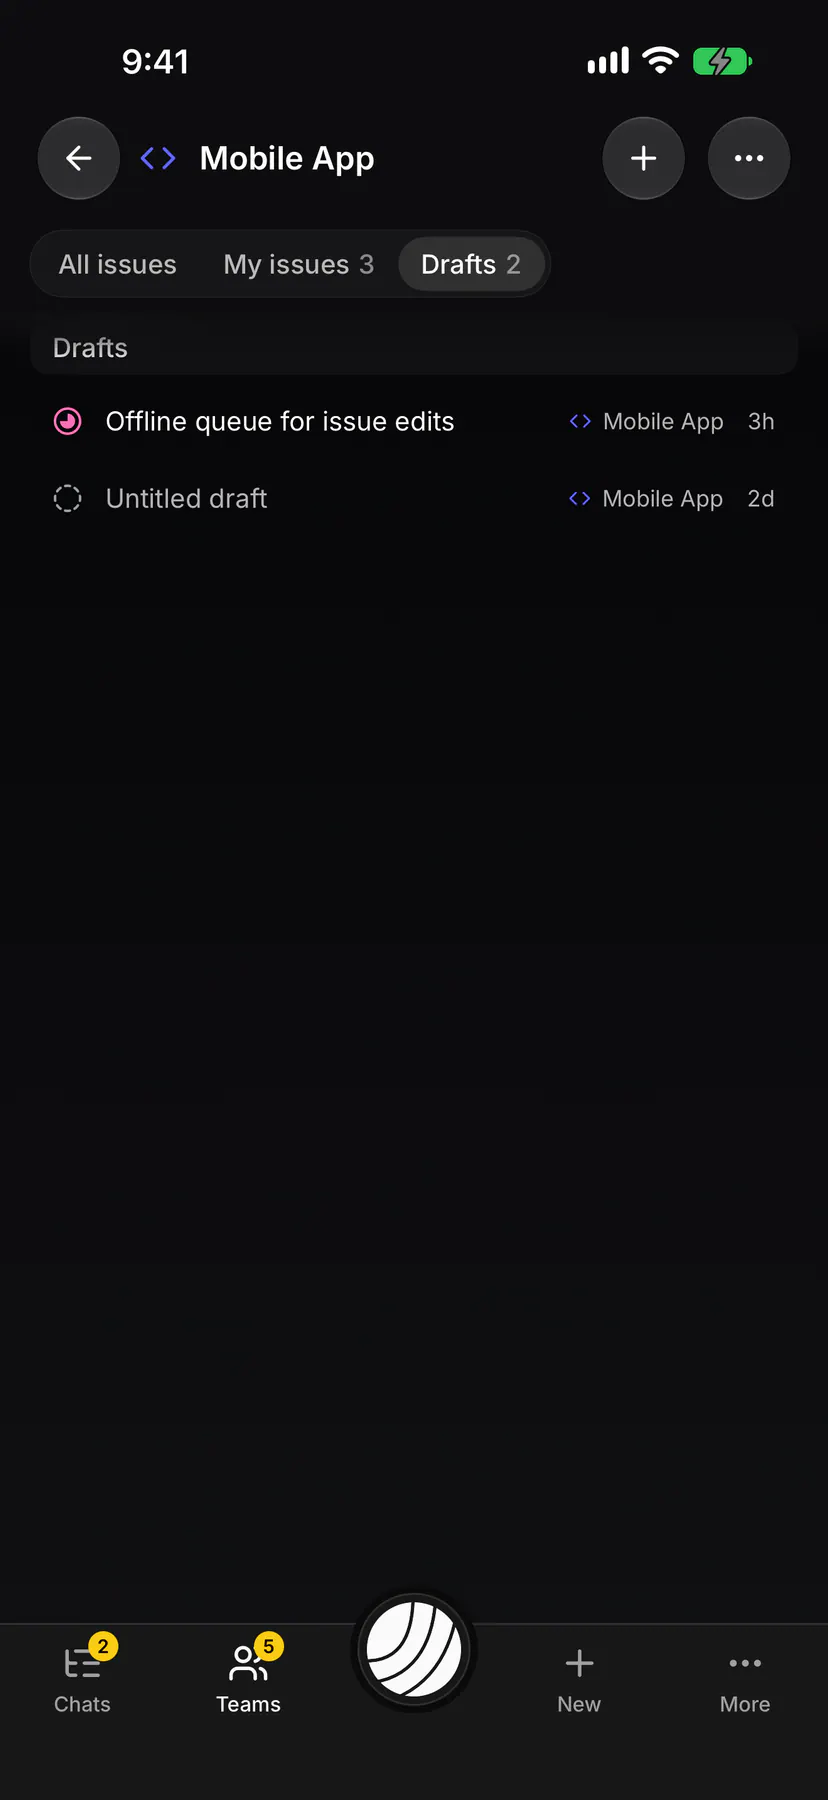 9:41
Mobile App
All issues My issues 3 Drafts 2
Drafts
Offline queue for issue edits Mobile App 3h
Untitled draft Mobile App 2d
2 5
Chats Teams New More